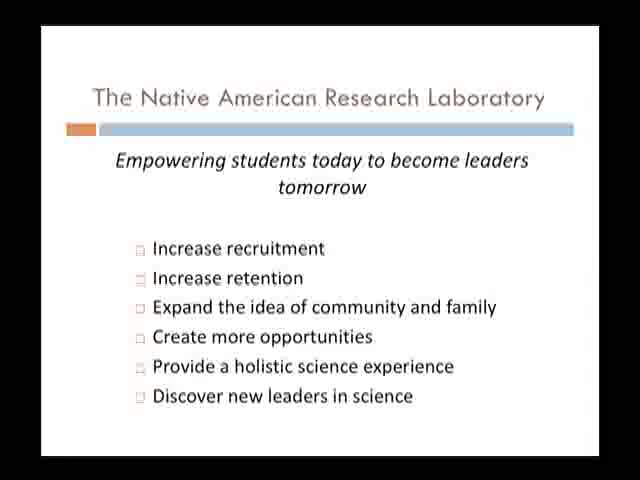 The Native American Research Laboratory
Empowering students today to become leaders
tomorrow
Increase recruitment
Increase retention
Expand the idea of community and family
Create more opportunities
Provide a holistic science experience
Discover new leaders in science